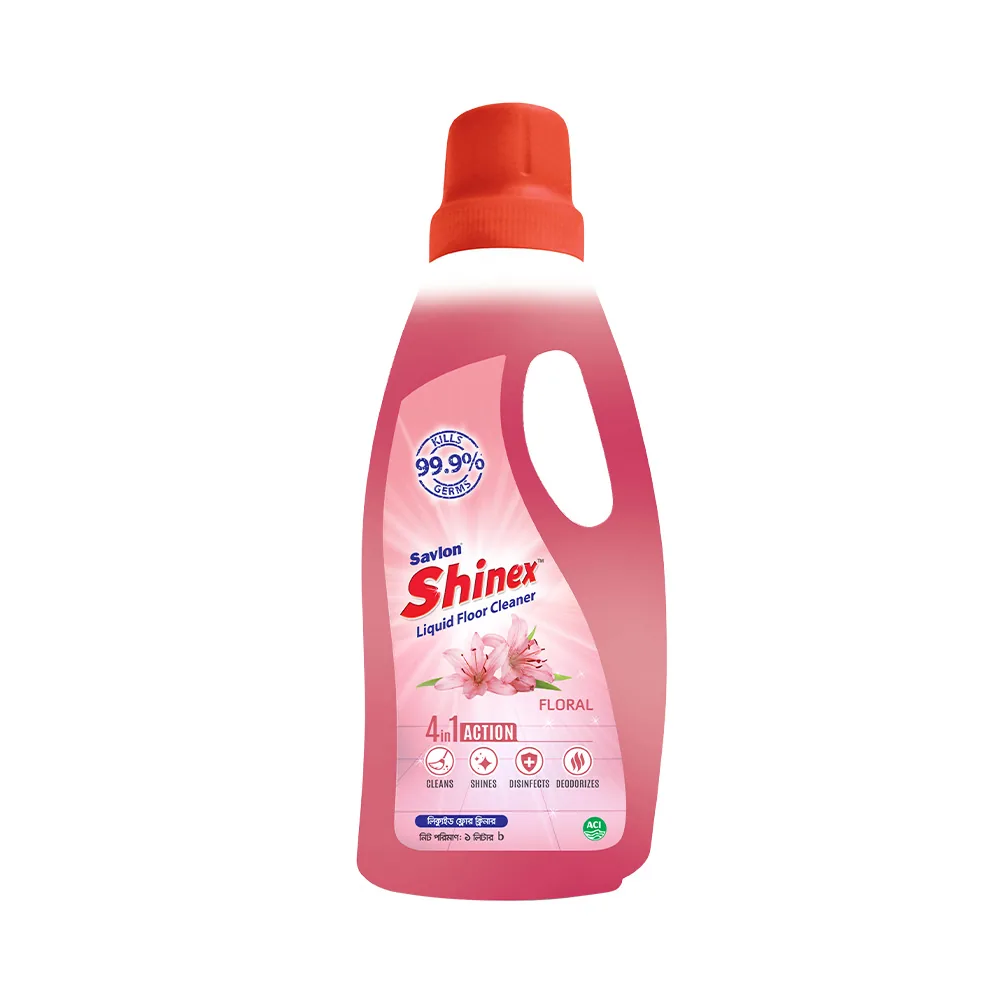 KILLS
99.9%
GERMS
Savlon
Shinex™
Liquid Floor Cleaner
FLORAL
4in1 ACTION
CLEANS SHINES DISINFECTS DEODORIZES
লিক্যুইড ফ্লোর ক্লিনার
নিট পরিমাণ: ১ লিটার b
ACI